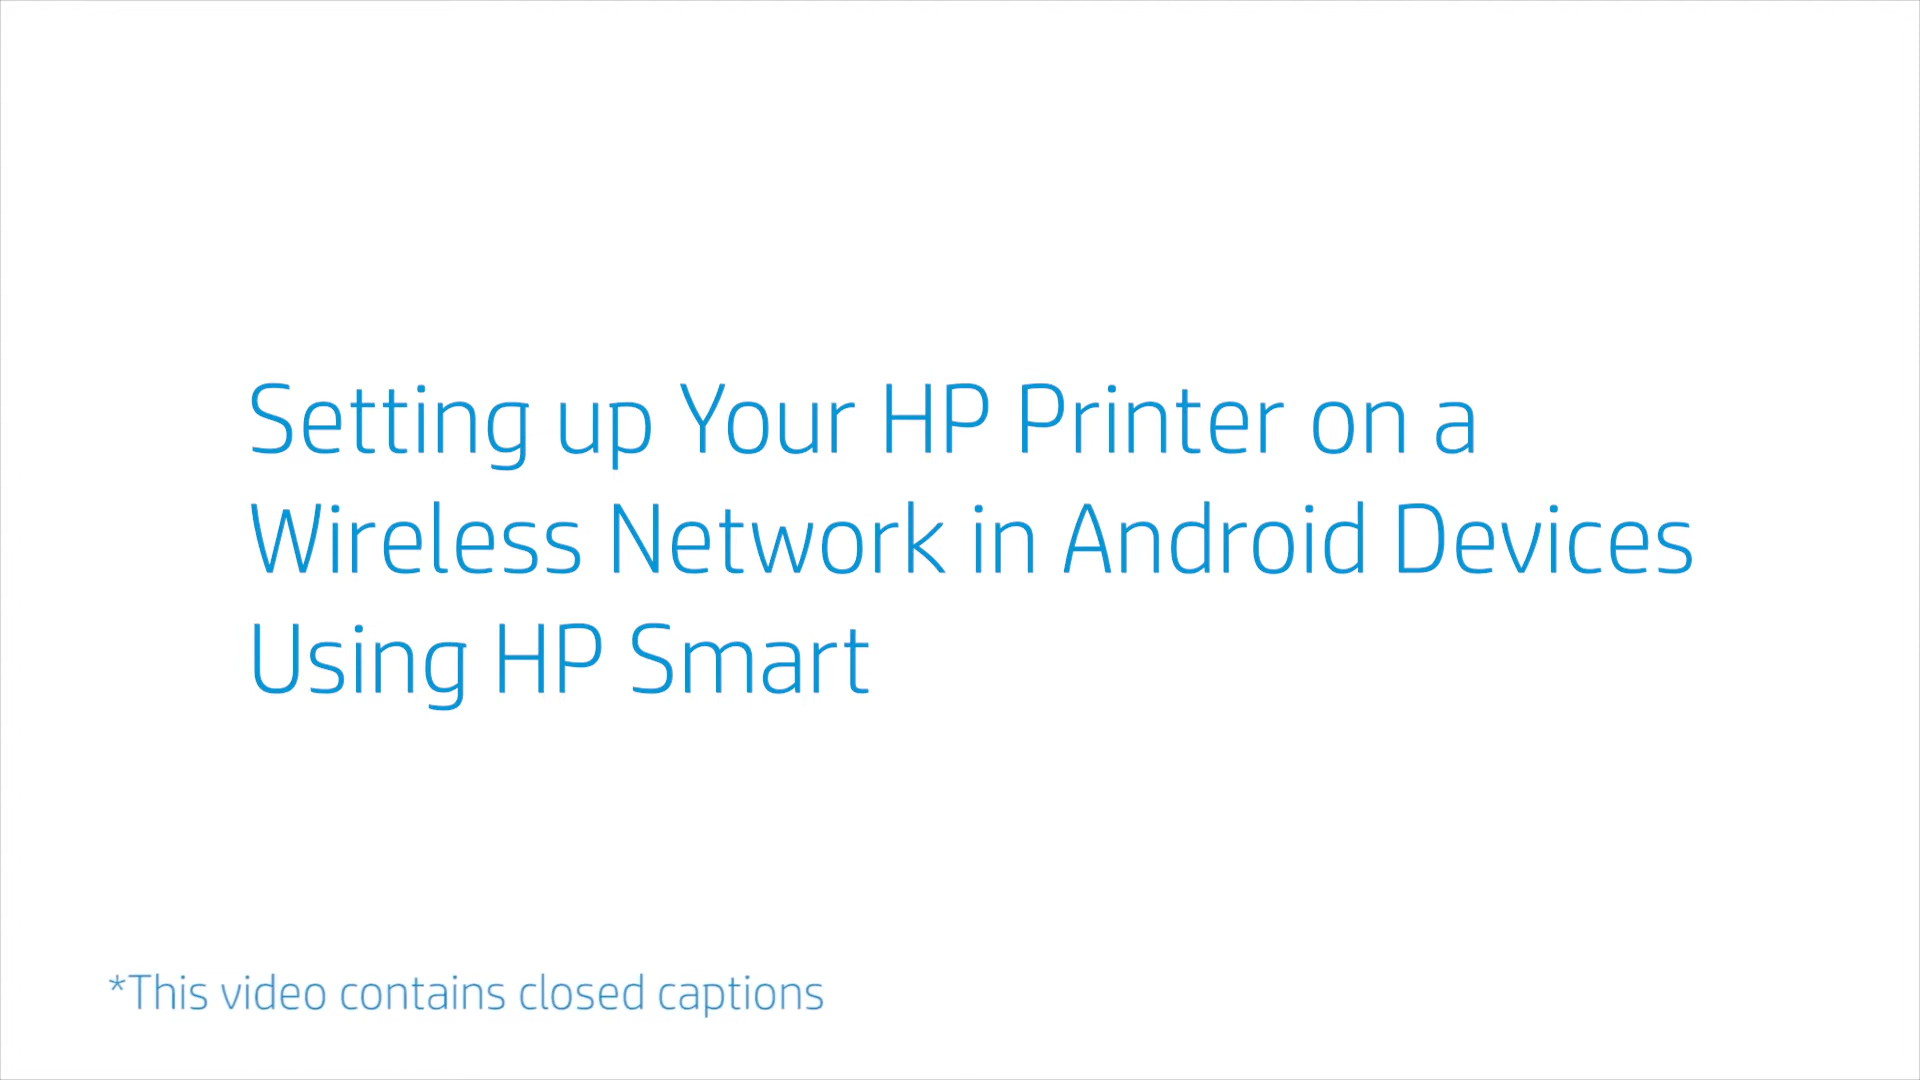 Setting up Your HP Printer on a
Wireless Network in Android Devices
Using HP Smart
*This video contains closed captions